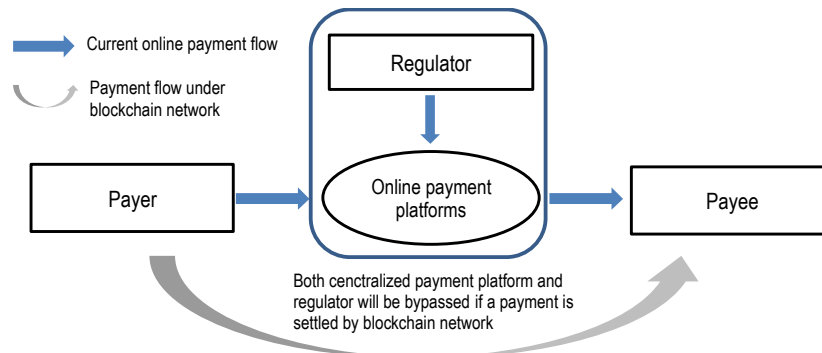 Current online payment flow
Payment flow under
blockchain network
Regulator
Payer
Online payment
platforms
Payee
Both cenctralized payment platform and
regulator will be bypassed if a payment is
settled by blockchain network